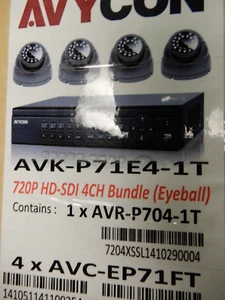 AVYCON
AVYCON
AVK-P71E4-1T
720P HD-SDI 4CH Bundle (Eyeball)
Contains : 1 x AVR-P704-1T
7204XSSL1410290004
4 x AVC-EP71FT